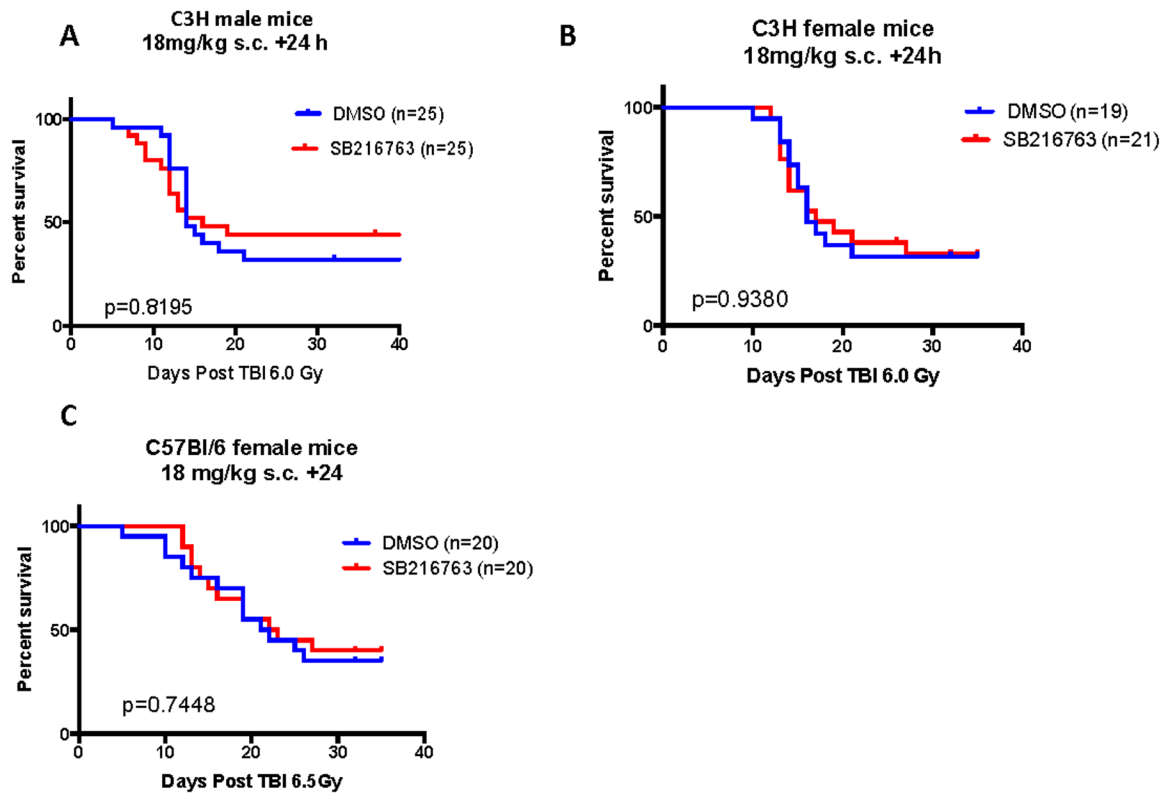 A
C3H male mice
18mg/kg s.c. +24 h
DMSO (n=25)
SB216763 (n=25)
Percent survival
100
50
0
p=0.8195
0 10 20 30 40
Days Post TBI 6.0 Gy
B
C3H female mice
18mg/kg s.c. +24h
DMSO (n=19)
SB216763 (n=21)
Percent survival
100
50
0
p=0.9380
0 10 20 30 40
Days Post TBI 6.0 Gy
C
C57Bl/6 female mice
18 mg/kg s.c. +24
DMSO (n=20)
SB216763 (n=20)
Percent survival
100
50
0
p=0.7448
0 10 20 30 40
Days Post TBI 6.5Gy